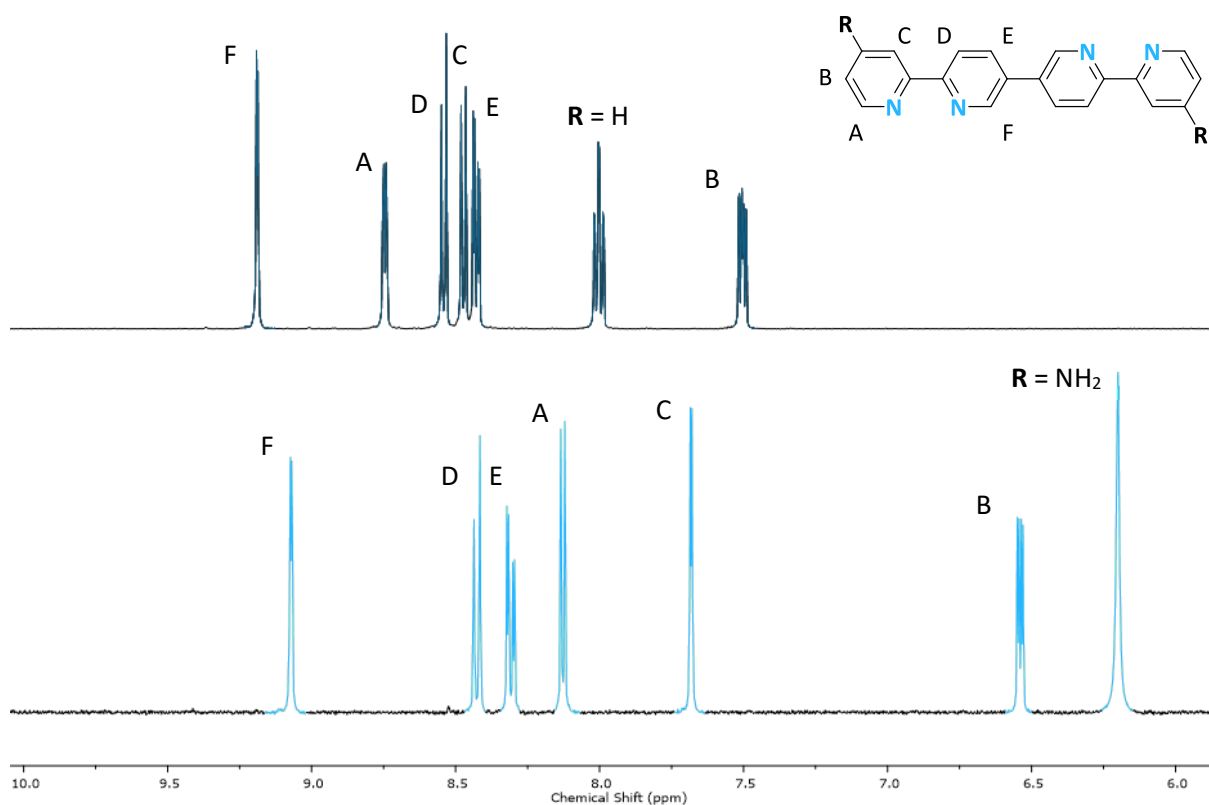 R
C
D
E
N
N
B
N
N
A
F
R
F
C
D
E
R = H
A
B
R = NH₂
A
C
F
D
E
B
10.0 9.5 9.0 8.5 8.0 7.5 7.0 6.5 6.0
Chemical Shift (ppm)